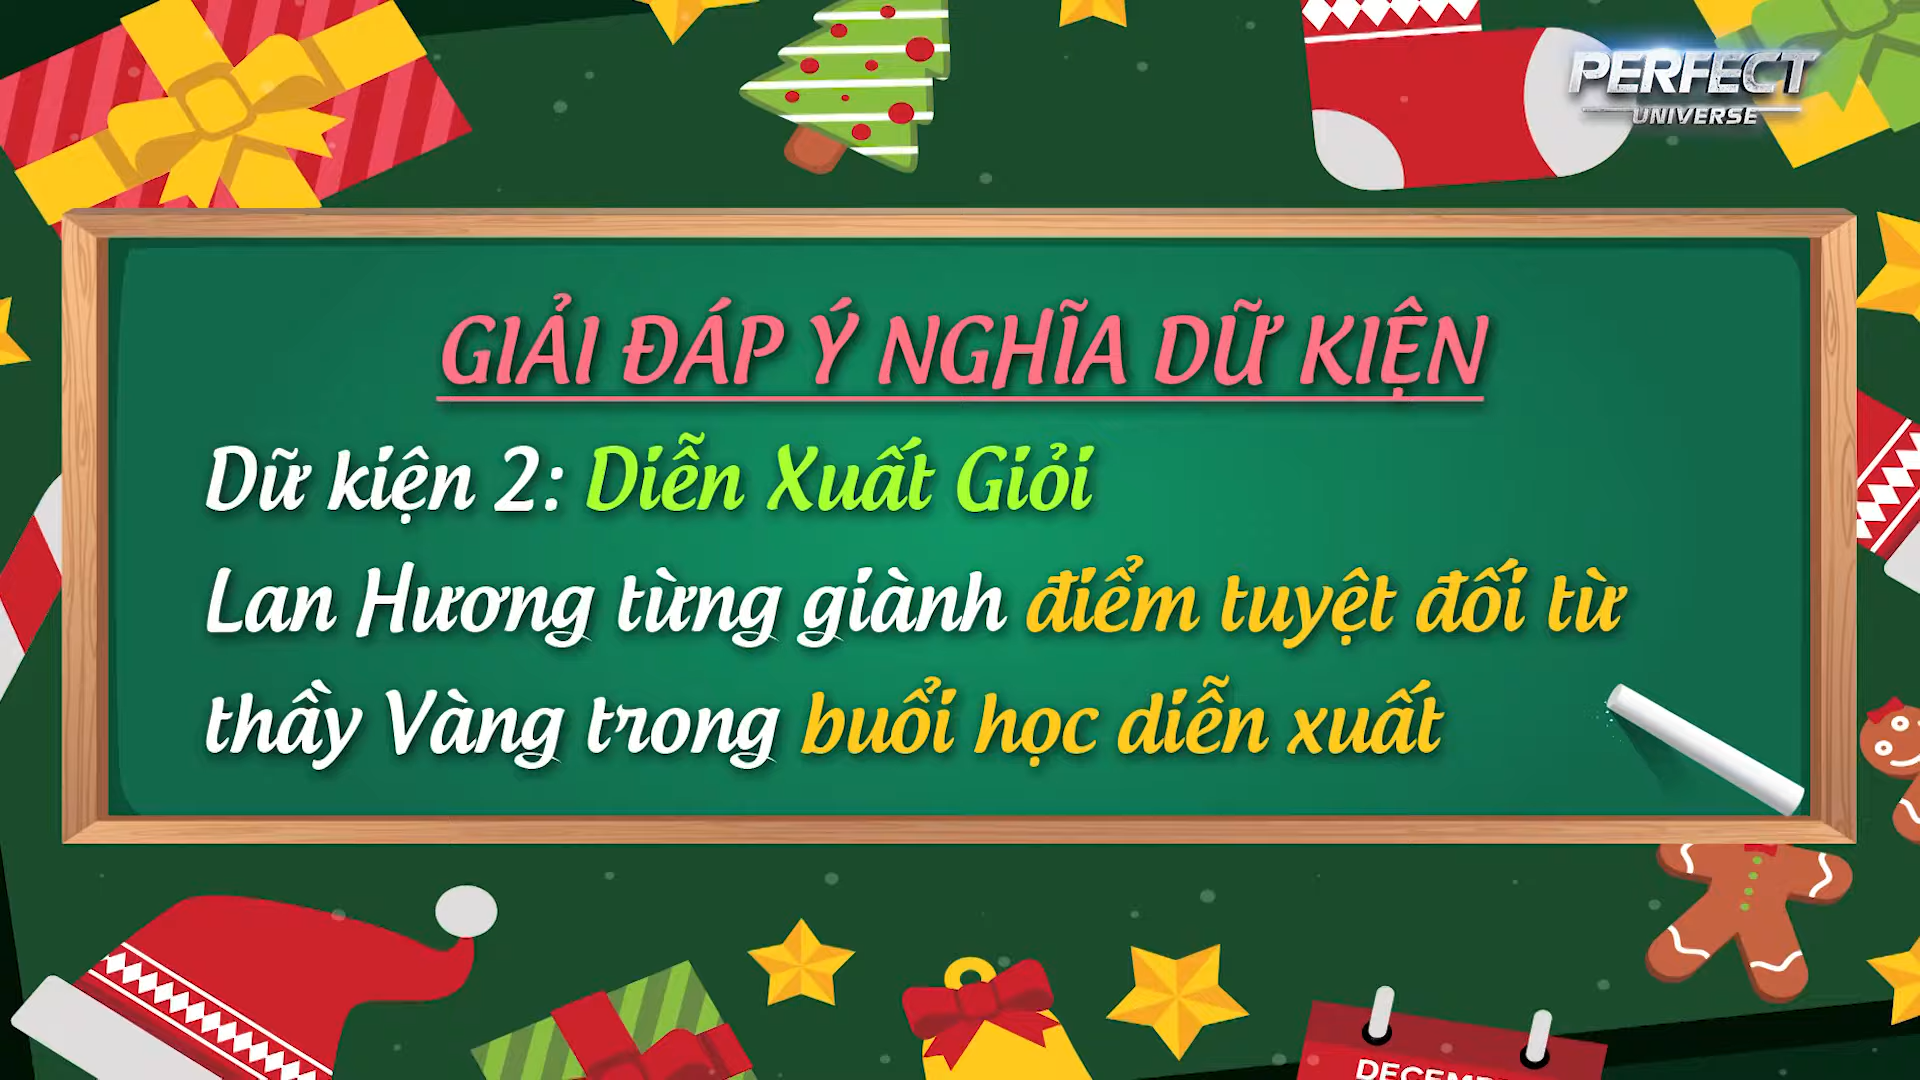 PERFECT
UNIVERSE
GIẢI ĐÁP Ý NGHĨA DỮ KIỆN
Dữ kiện 2: Diễn Xuất Giỏi
Lan Hương từng giành điểm tuyệt đối từ
thầy Vàng trong buổi học diễn xuất